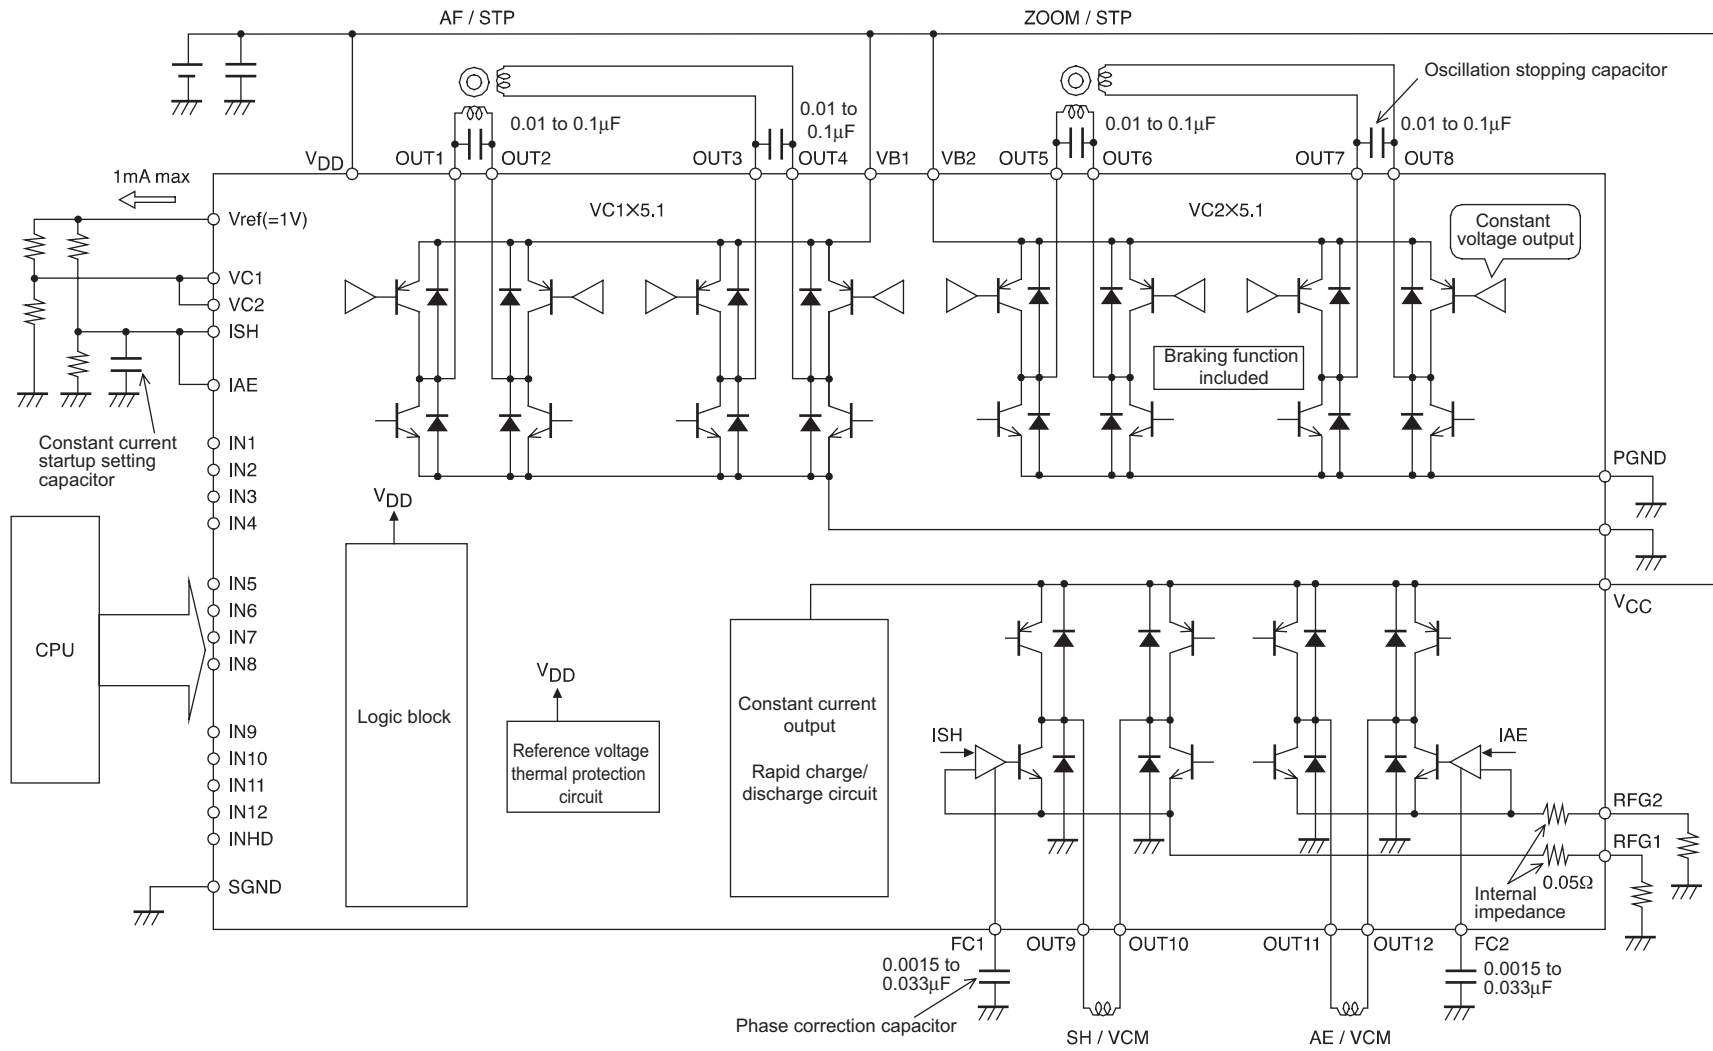 AF / STP
ZOOM / STP
Oscillation stopping capacitor
0.01 to 0.1μF
0.01 to
0.1μF
0.01 to 0.1μF
0.01 to 0.1μF
VDD
OUT1
OUT2
OUT3
OUT4
VB1
VB2
OUT5
OUT6
OUT7
OUT8
1mA max
Vref(=1V)
VC1
VC2
ISH
IAE
VC1×5.1
VC2×5.1
Constant
voltage output
Braking function
included
Constant current
startup setting
capacitor
IN1
IN2
IN3
IN4
IN5
IN6
IN7
IN8
IN9
IN10
IN11
IN12
INHD
SGND
CPU
VDD
Logic block
VDD
Reference voltage
thermal protection
circuit
Constant current
output
Rapid charge/
discharge circuit
PGND
VCC
ISH
IAE
RFG2
RFG1
0.05Ω
Internal
impedance
FC1
OUT9
OUT10
OUT11
OUT12
FC2
0.0015 to
0.033μF
0.0015 to
0.033μF
Phase correction capacitor
SH / VCM
AE / VCM